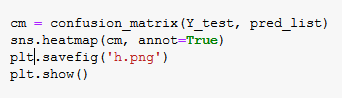 cm = confusion_matrix(Y_test, pred_list)
sns.heatmap(cm, annot=True)
plt.savefig('h.png')
plt.show()